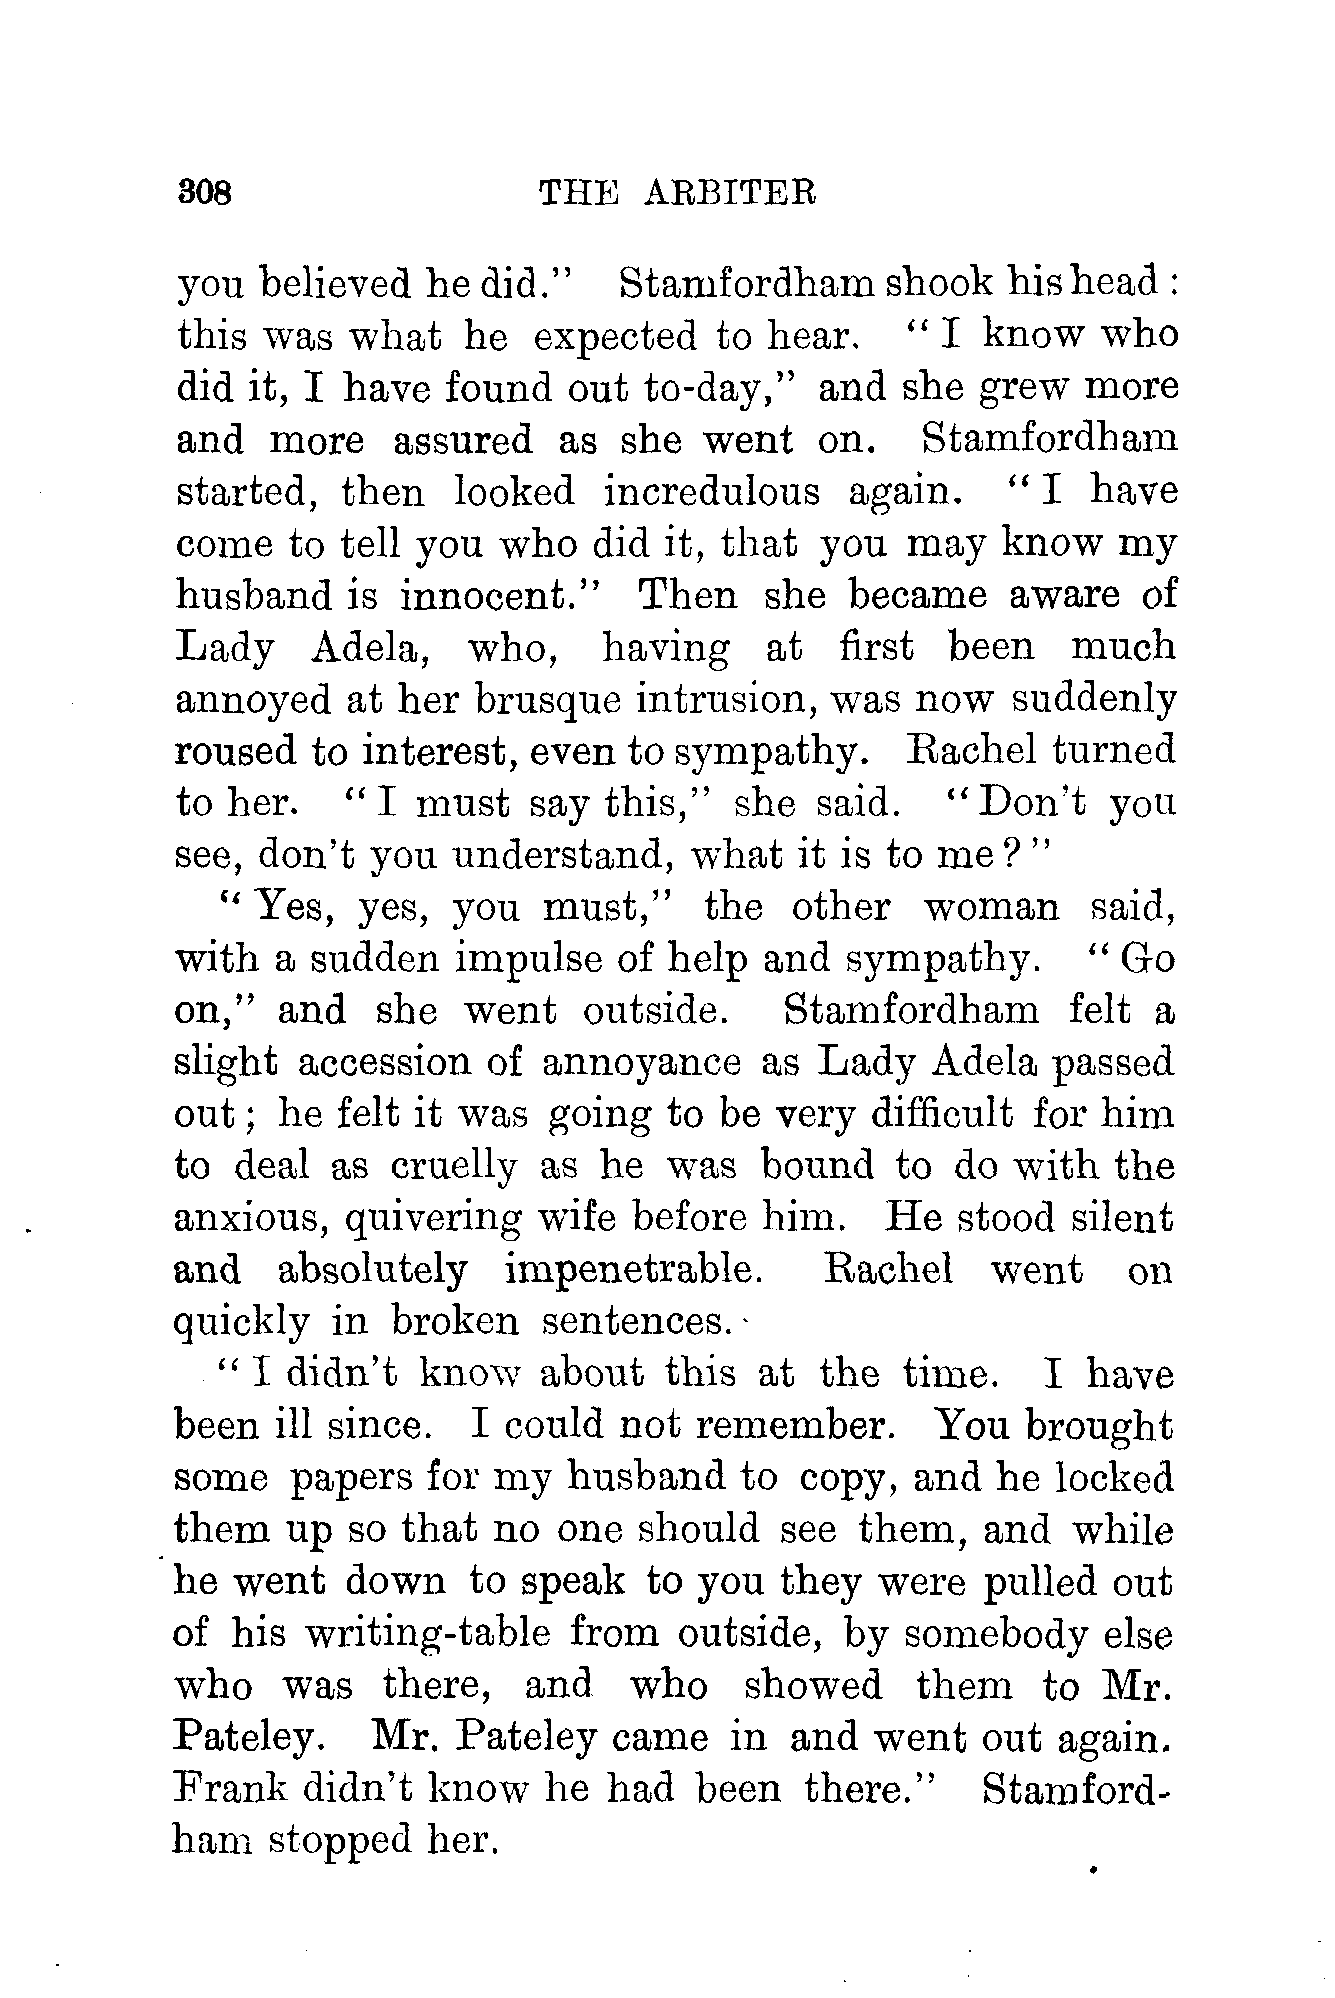 308 THE ARBITER
you believed he did." Stamfordham shook his head :
this was what he expected to hear. " I know who
did it, I have found out to-day," and she grew more
and more assured as she went on. Stamfordham
started, then looked incredulous again. " I have
come to tell you who did it, that you may know my
husband is innocent." Then she became aware of
Lady Adela, who, having at first been much
annoyed at her brusque intrusion, was now suddenly
roused to interest, even to sympathy. Rachel turned
to her. " I must say this," she said. " Don't you
see, don't you understand, what it is to me ? "
" Yes, yes, you must," the other woman said,
with a sudden impulse of help and sympathy. " Go
on," and she went outside. Stamfordham felt a
slight accession of annoyance as Lady Adela passed
out ; he felt it was going to be very difficult for him
to deal as cruelly as he was bound to do with the
anxious, quivering wife before him. He stood silent
and absolutely impenetrable. Rachel went on
quickly in broken sentences.
" I didn't know about this at the time. I have
been ill since. I could not remember. You brought
some papers for my husband to copy, and he locked
them up so that no one should see them, and while
he went down to speak to you they were pulled out
of his writing-table from outside, by somebody else
who was there, and who showed them to Mr.
Pateley. Mr. Pateley came in and went out again.
Frank didn't know he had been there." Stamford-
ham stopped her.